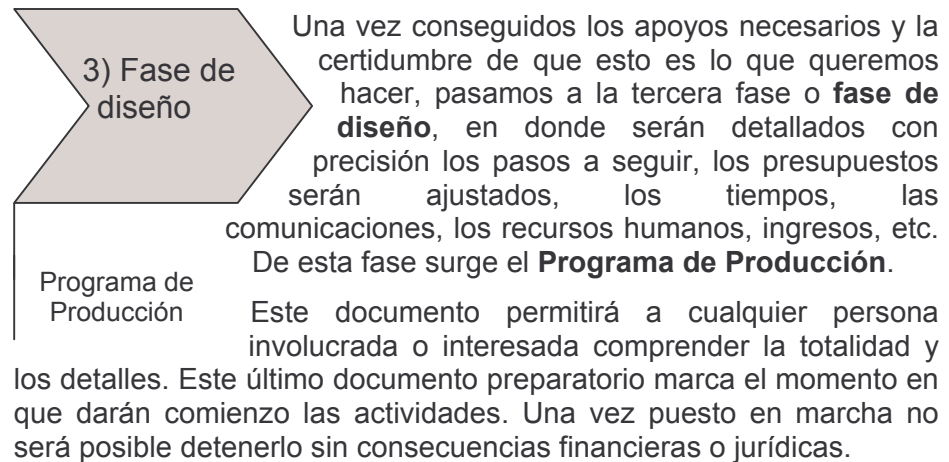 3) Fase de
diseño
Programa de
Producción
Una vez conseguidos los apoyos necesarios y la
certidumbre de que esto es lo que queremos
hacer, pasamos a la tercera fase o fase de
diseño, en donde serán detallados con
precisión los pasos a seguir, los presupuestos
serán ajustados, los tiempos, las
comunicaciones, los recursos humanos, ingresos, etc.
De esta fase surge el Programa de Producción.
Este documento permitirá a cualquier persona
involucrada o interesada comprender la totalidad y
los detalles. Este último documento preparatorio marca el momento en
que darán comienzo las actividades. Una vez puesto en marcha no
será posible detenerlo sin consecuencias financieras o jurídicas.